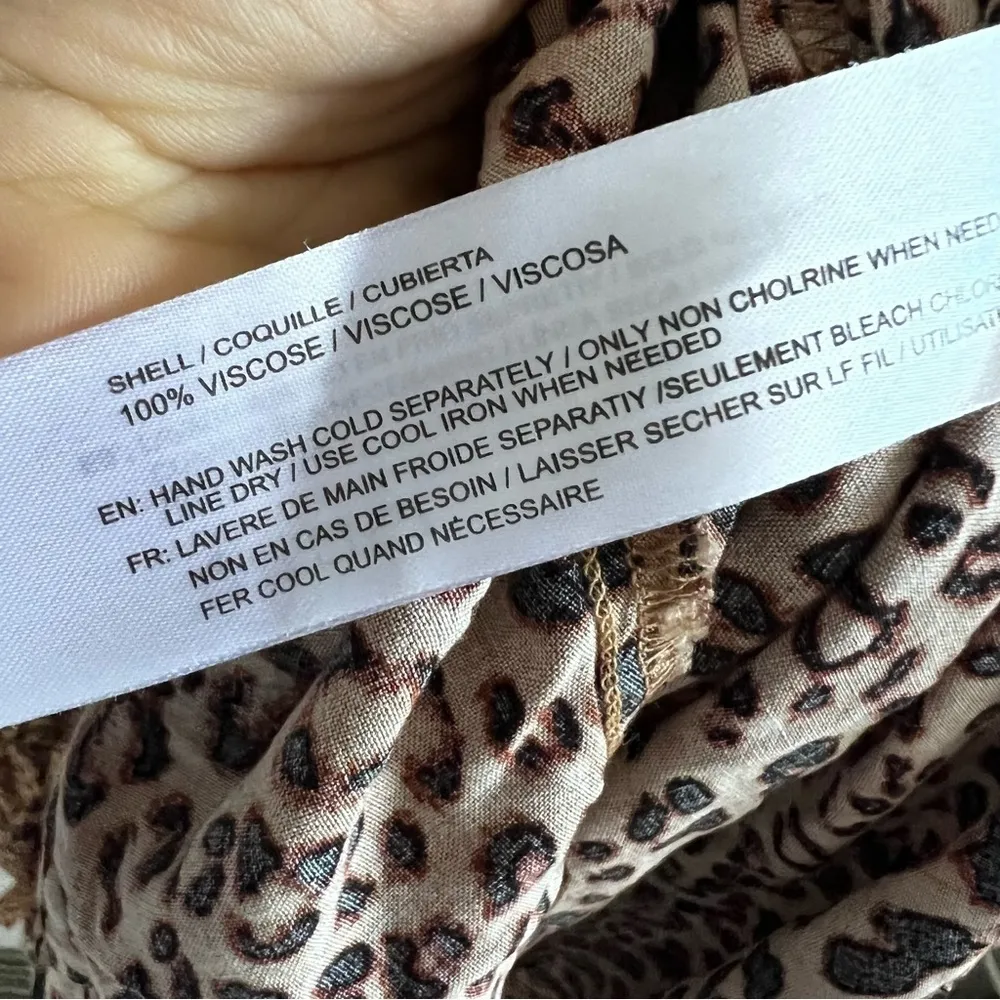 SHELL / COQUILLE / CUBIERTA
100% VISCOSE / VISCOSE / VISCOSA
EN: HAND WASH COLD SEPARATELY / ONLY NON CHOLRINE WHEN NEED
LINE DRY / USE COOL IRON WHEN NEEDED
FR: LAVERE DE MAIN FROIDE SEPARATIY /SEULEMENT BLEACH CHLOR
NON EN CAS DE BESOIN / LAISSER SECHER SUR LF FIL / UTILISAT
FER COOL QUAND NÉCESSAIRE